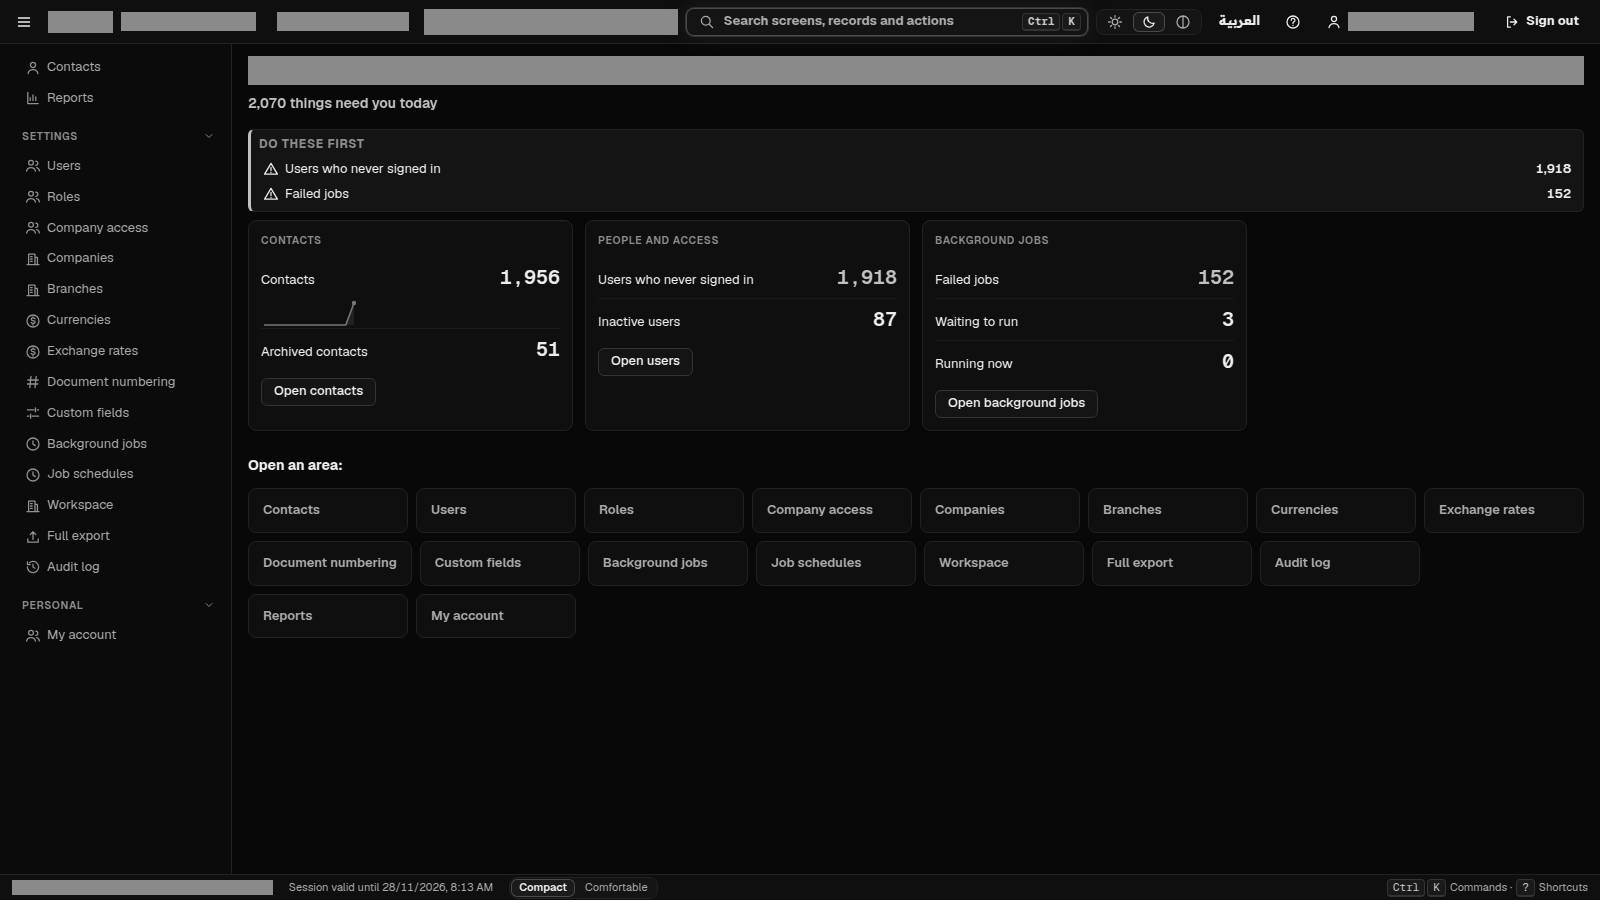 Search screens, records and actions Ctrl K العربية Sign out
Contacts
Reports
SETTINGS
Users
Roles
Company access
Companies
Branches
Currencies
Exchange rates
Document numbering
Custom fields
Background jobs
Job schedules
Workspace
Full export
Audit log
PERSONAL
My account
2,070 things need you today
DO THESE FIRST
Users who never signed in 1,918
Failed jobs 152
CONTACTS
Contacts 1,956
Archived contacts 51
Open contacts
PEOPLE AND ACCESS
Users who never signed in 1,918
Inactive users 87
Open users
BACKGROUND JOBS
Failed jobs 152
Waiting to run 3
Running now 0
Open background jobs
Open an area:
Contacts Users Roles Company access Companies Branches Currencies Exchange rates
Document numbering Custom fields Background jobs Job schedules Workspace Full export Audit log
Reports My account
Session valid until 28/11/2026, 8:13 AM Compact Comfortable Ctrl K Commands · ? Shortcuts